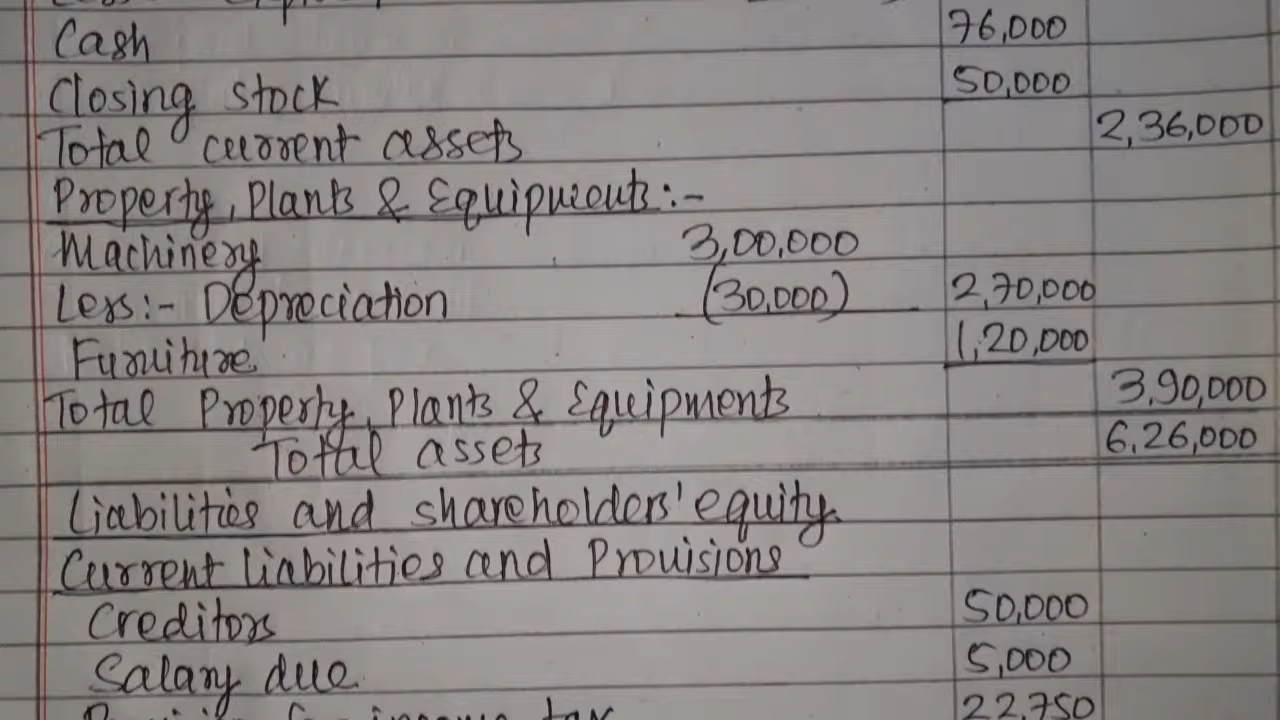 Cash 76,000
Closing stock 50,000
Total current assets 2,36,000
Property, Plants & Equipments:-
Machinery 3,00,000
Less:- Depreciation (30,000) 2,70,000
Furniture 1,20,000
Total Property, Plants & Equipments 3,90,000
Total assets 6,26,000
Liabilities and shareholders' equity
Current liabilities and Provisions
Creditors 50,000
Salary due 5,000
22,750